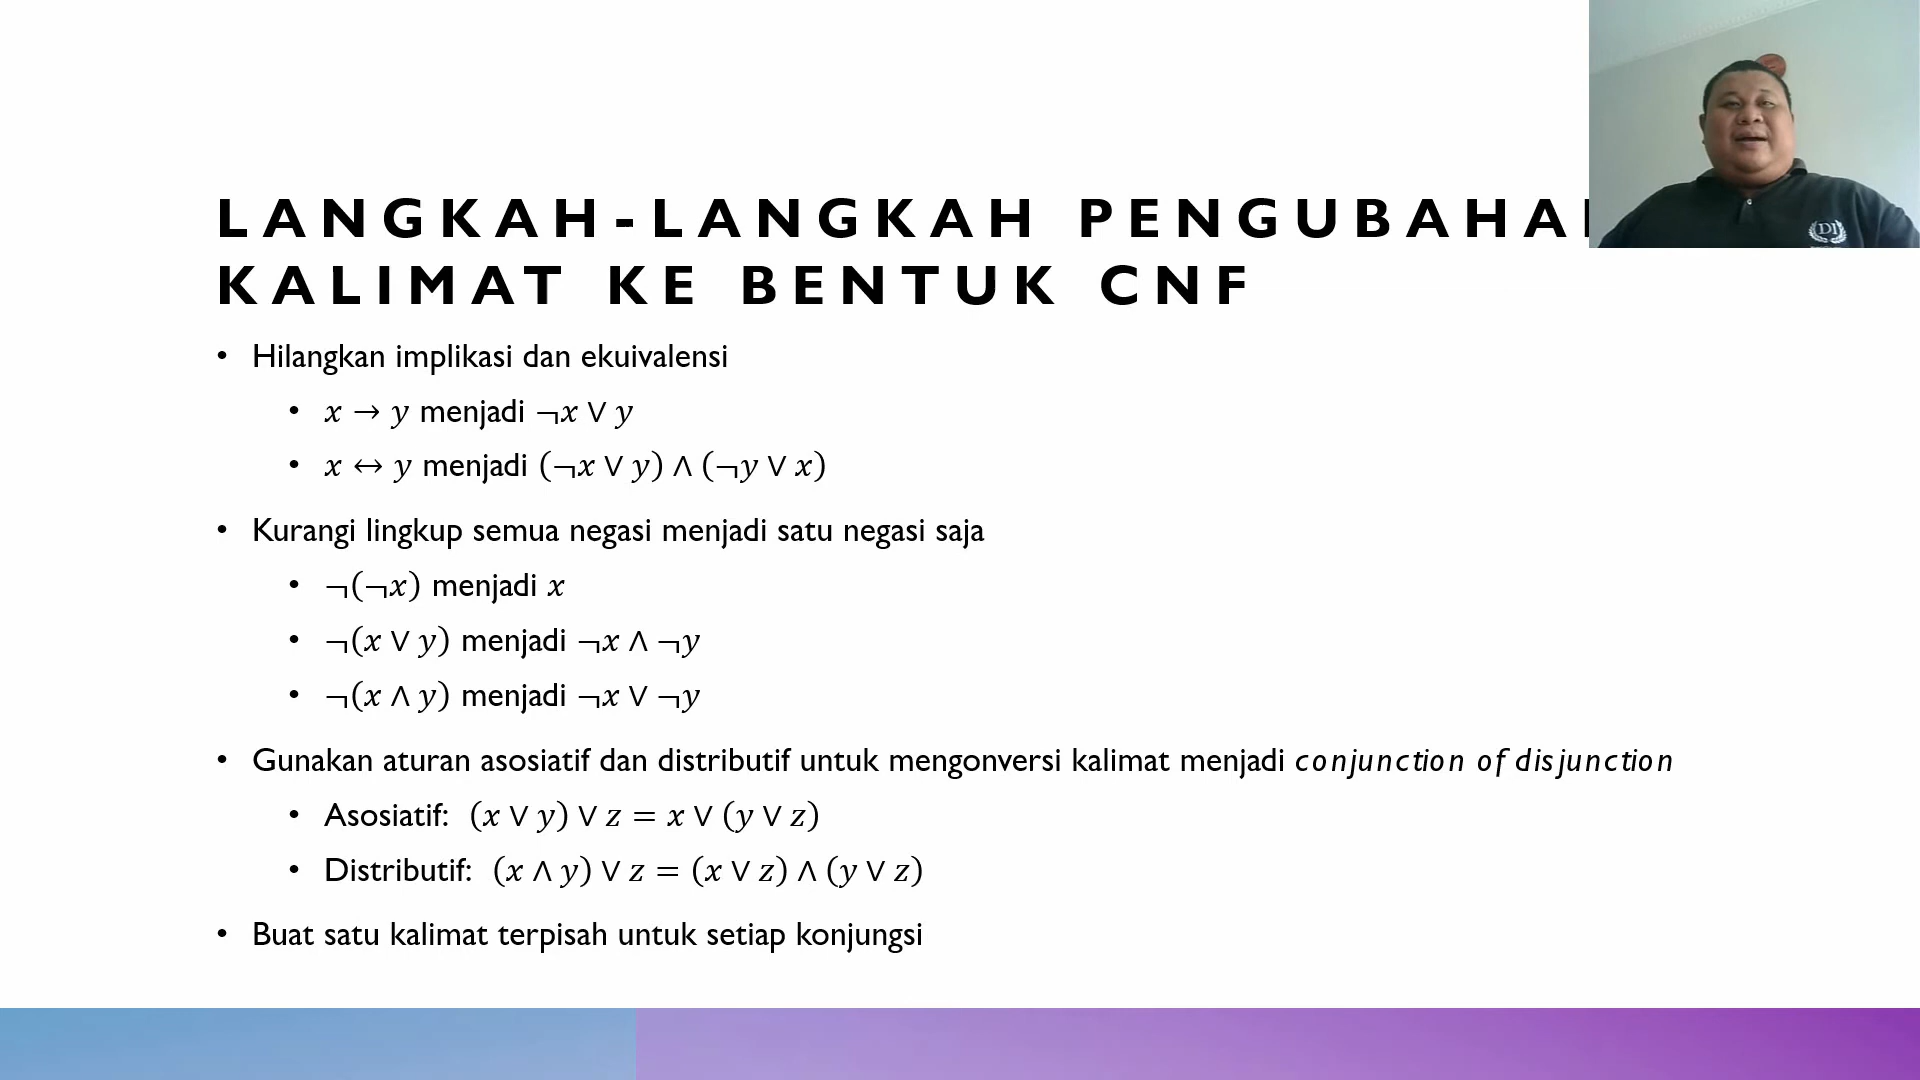 LANGKAH-LANGKAH PENGUBAHA
KALIMAT KE BENTUK CNF
• Hilangkan implikasi dan ekuivalensi
• x → y menjadi ¬x ∨ y
• x ↔ y menjadi (¬x ∨ y) ∧ (¬y ∨ x)
• Kurangi lingkup semua negasi menjadi satu negasi saja
• ¬(¬x) menjadi x
• ¬(x ∨ y) menjadi ¬x ∧ ¬y
• ¬(x ∧ y) menjadi ¬x ∨ ¬y
• Gunakan aturan asosiatif dan distributif untuk mengonversi kalimat menjadi conjunction of disjunction
• Asosiatif: (x ∨ y) ∨ z = x ∨ (y ∨ z)
• Distributif: (x ∧ y) ∨ z = (x ∨ z) ∧ (y ∨ z)
• Buat satu kalimat terpisah untuk setiap konjungsi